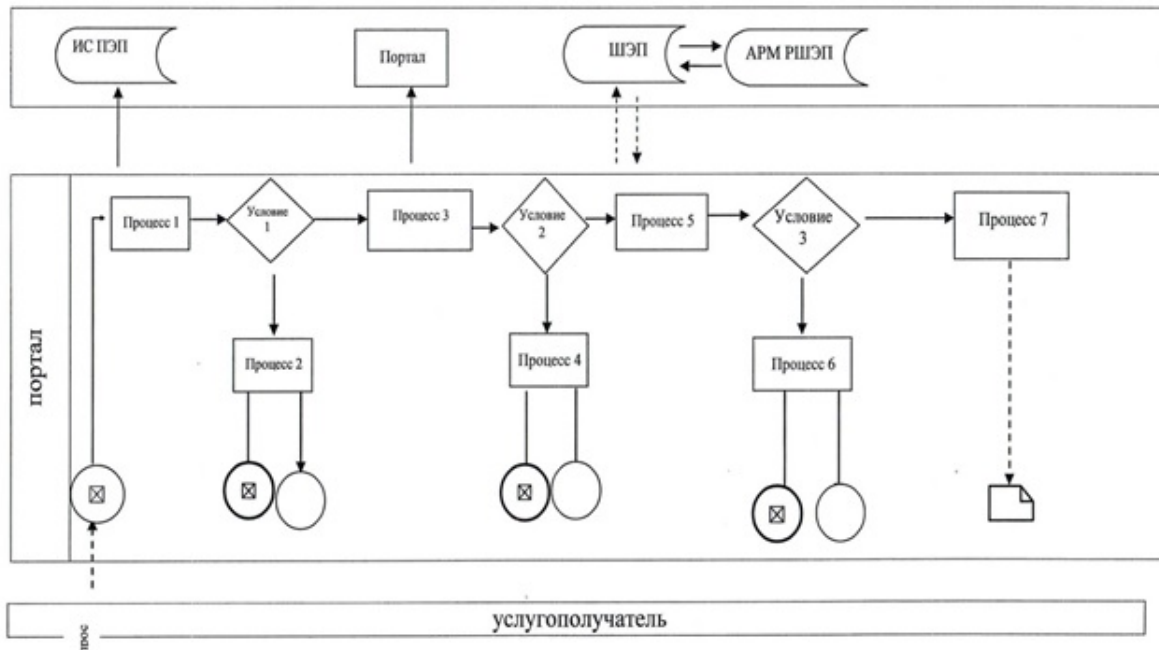 ИС ПЭП
Портал
ШЭП
АРМ РШЭП
Процесс 1
Условие
1
Процесс 3
Условие
2
Процесс 5
Условие
3
Процесс 7
Процесс 2
Процесс 4
Процесс 6
портал
услугополучатель